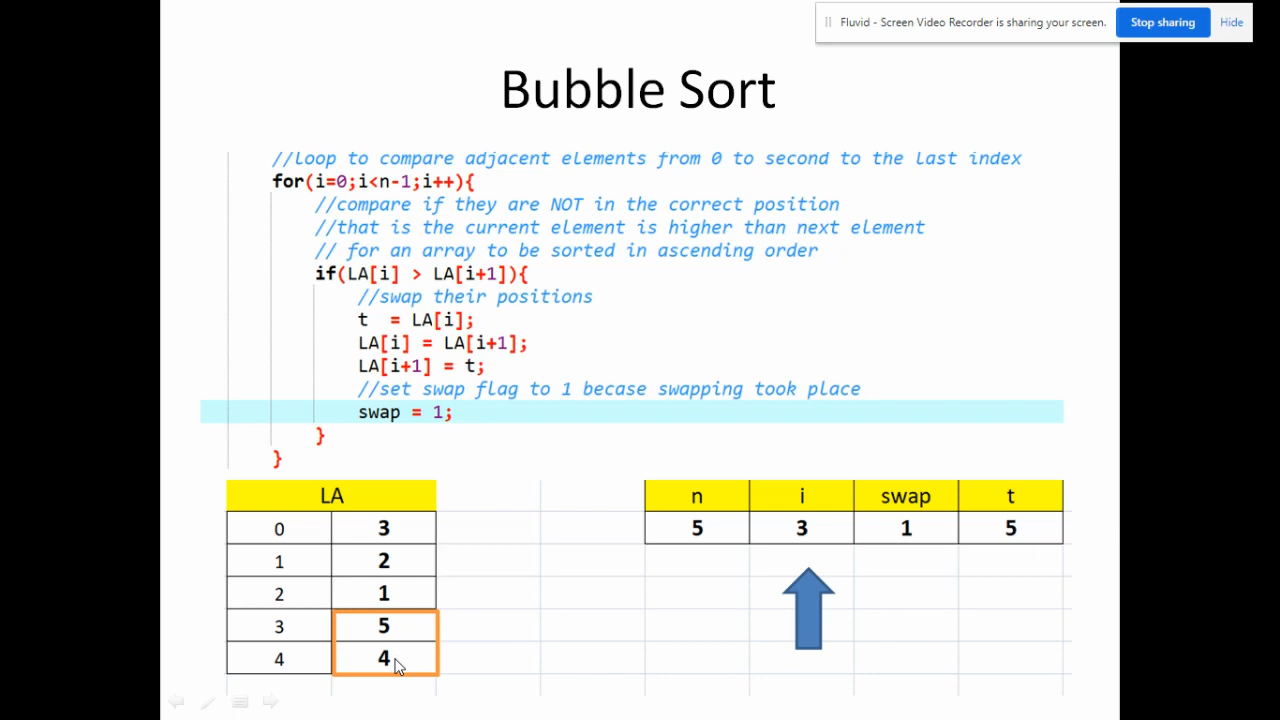 Fluvid - Screen Video Recorder is sharing your screen. Stop sharing Hide
Bubble Sort
//loop to compare adjacent elements from 0 to second to the last index
for(i=0;i<n-1;i++){
//compare if they are NOT in the correct position
//that is the current element is higher than next element
// for an array to be sorted in ascending order
if(LA[i] > LA[i+1]){
//swap their positions
t = LA[i];
LA[i] = LA[i+1];
LA[i+1] = t;
//set swap flag to 1 becase swapping took place
swap = 1;
}
}
LA
0 3
1 2
2 1
3 5
4 4
n i swap t
5 3 1 5